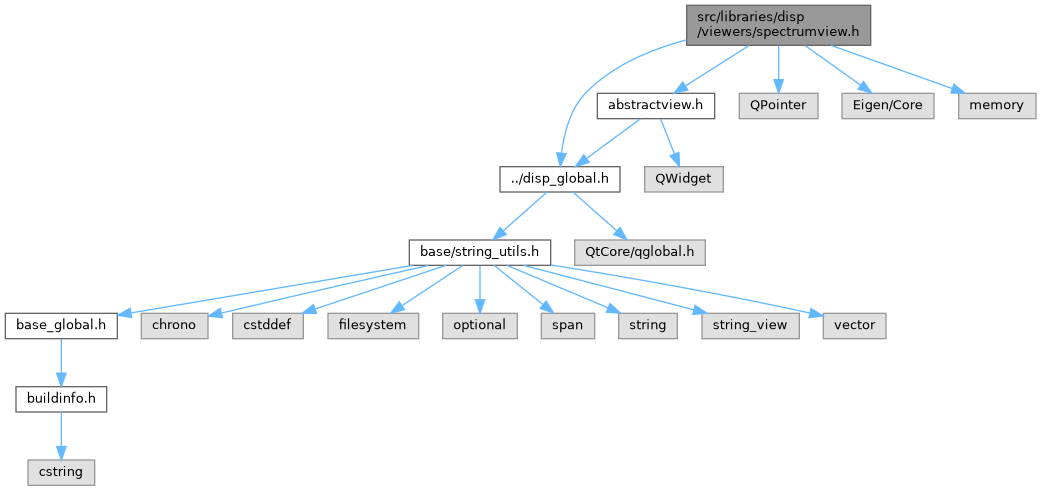 src/libraries/disp
/viewers/spectrumview.h
abstractview.h
QPointer
Eigen/Core
memory
../disp_global.h
QWidget
base/string_utils.h
QtCore/qglobal.h
base_global.h
chrono
cstddef
filesystem
optional
span
string
string_view
vector
buildinfo.h
cstring